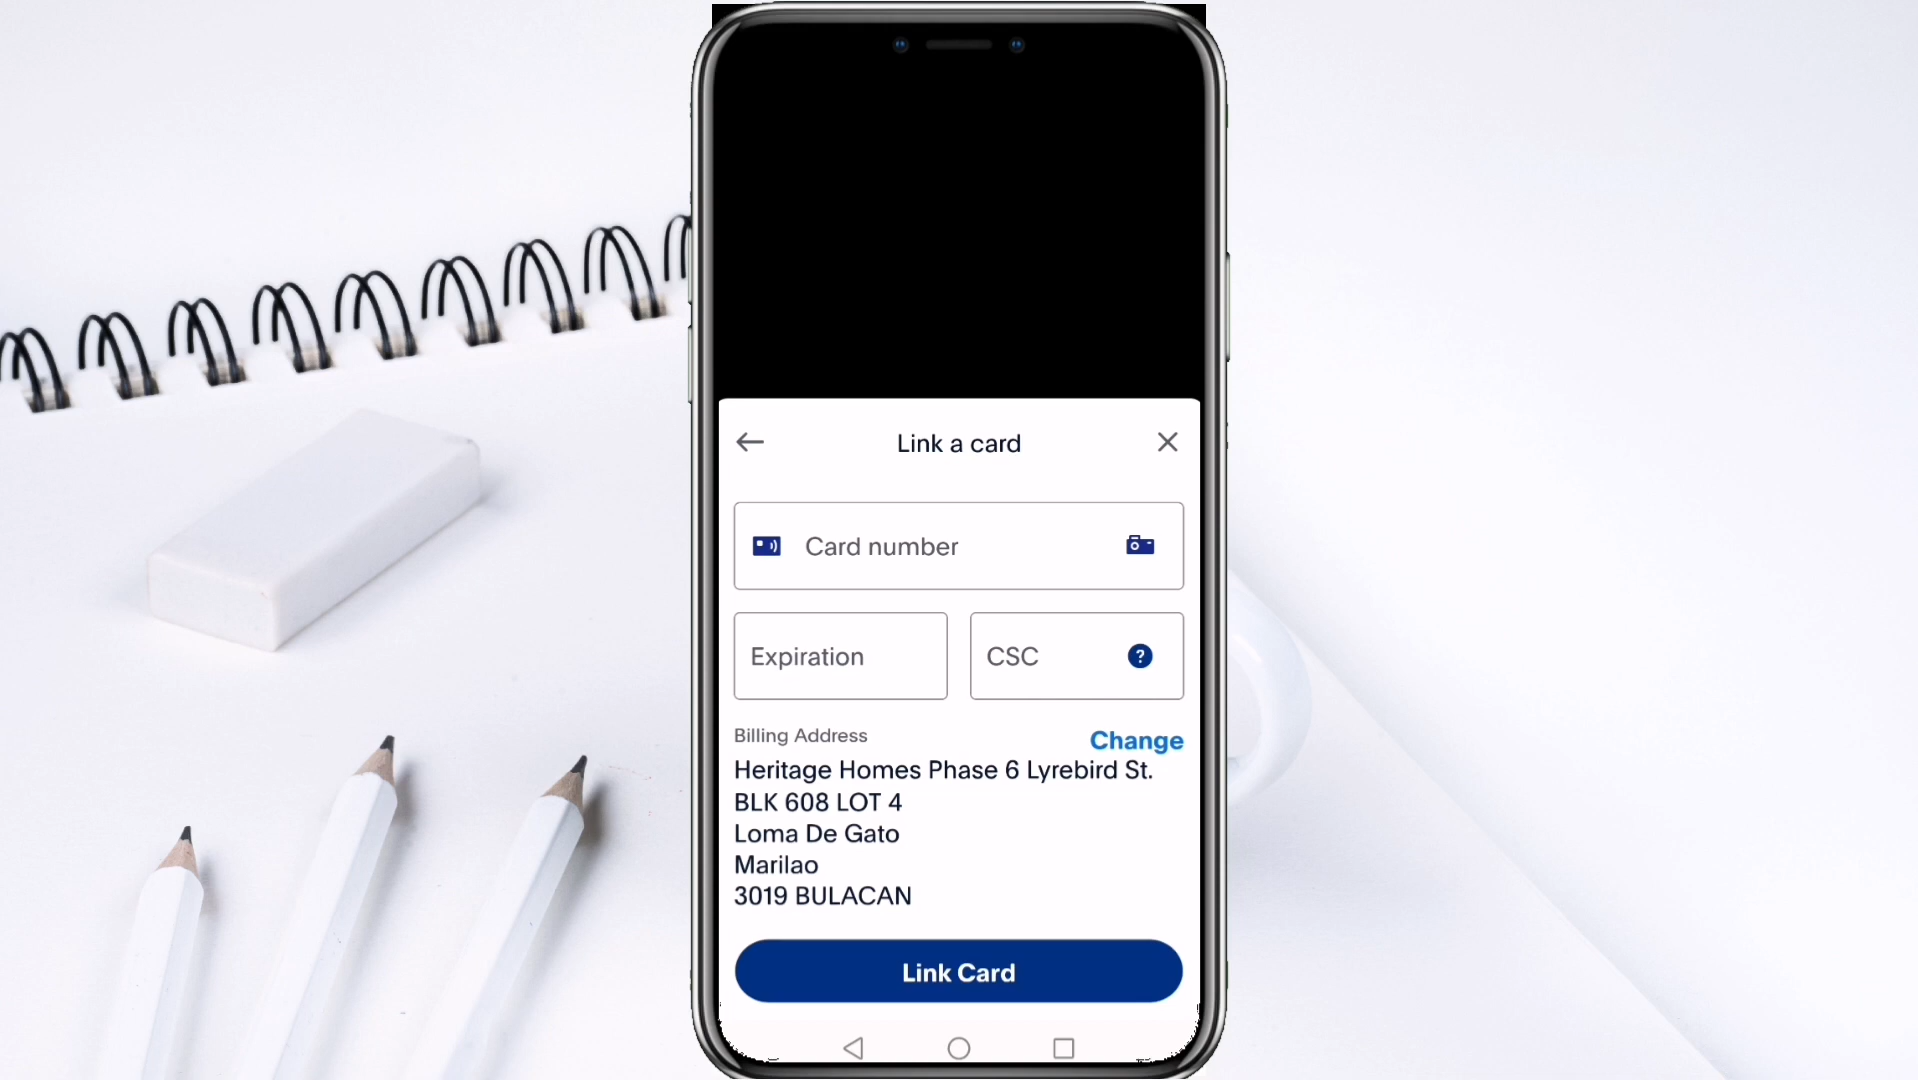 Link a card
Card number
Expiration
CSC
?
Billing Address
Change
Heritage Homes Phase 6 Lyrebird St.
BLK 608 LOT 4
Loma De Gato
Marilao
3019 BULACAN
Link Card